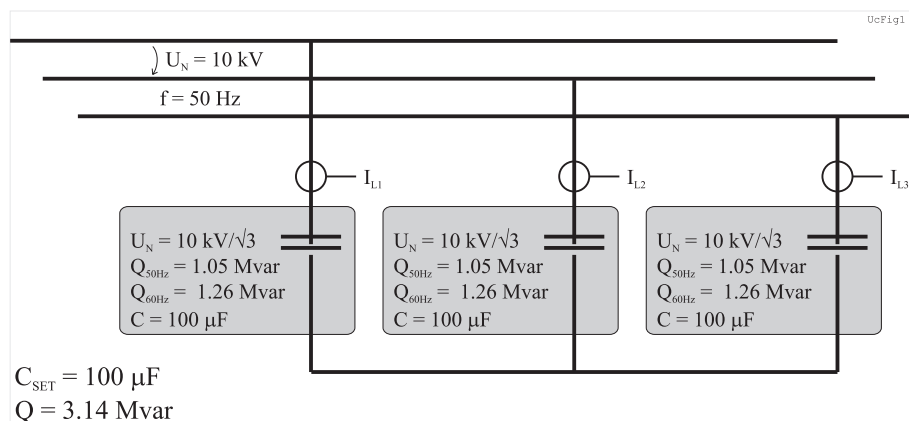 UcFig1
U_N = 10 kV
f = 50 Hz
I_L1
I_L2
I_L3
U_N = 10 kV/√3
Q_50Hz = 1.05 Mvar
Q_60Hz = 1.26 Mvar
C = 100 µF
U_N = 10 kV/√3
Q_50Hz = 1.05 Mvar
Q_60Hz = 1.26 Mvar
C = 100 µF
U_N = 10 kV/√3
Q_50Hz = 1.05 Mvar
Q_60Hz = 1.26 Mvar
C = 100 µF
C_SET = 100 µF
Q = 3.14 Mvar